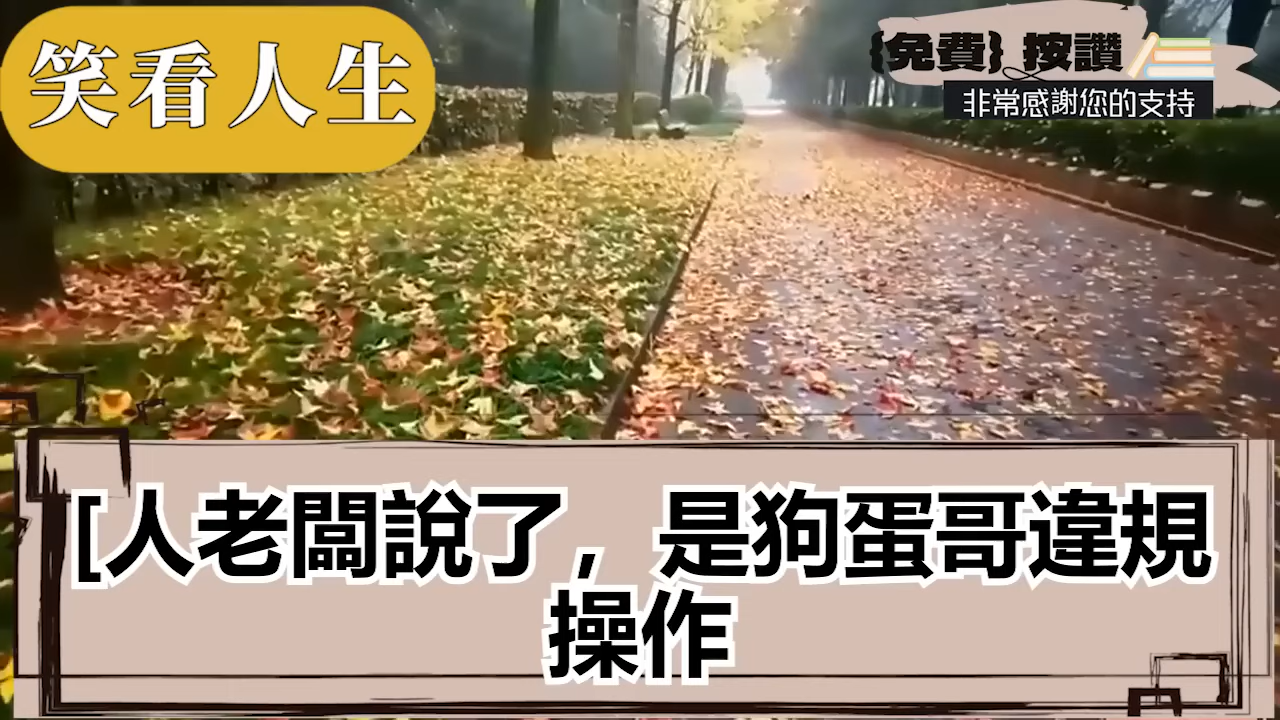 笑看人生
{免費} 按讚
非常感謝您的支持
[人老闆說了，是狗蛋哥違規
操作